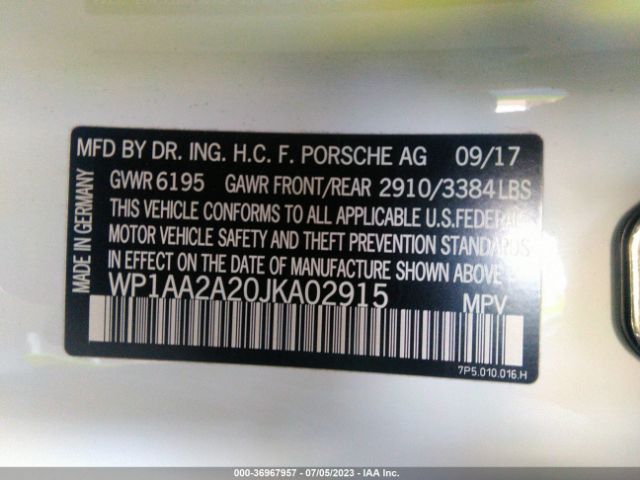 MFD BY DR. ING. H.C. F. PORSCHE AG 09/17
GVWR 6195 GAWR FRONT/REAR 2910/3384 LBS
THIS VEHICLE CONFORMS TO ALL APPLICABLE U.S.FEDERAL
MOTOR VEHICLE SAFETY AND THEFT PREVENTION STANDARDS
IN EFFECT ON THE DATE OF MANUFACTURE SHOWN ABOVE.
WP1AA2A20JKA02915 MPV
7P5.010.016.H
MADE IN GERMANY
000-36967957 - 07/05/2023 - IAA Inc.